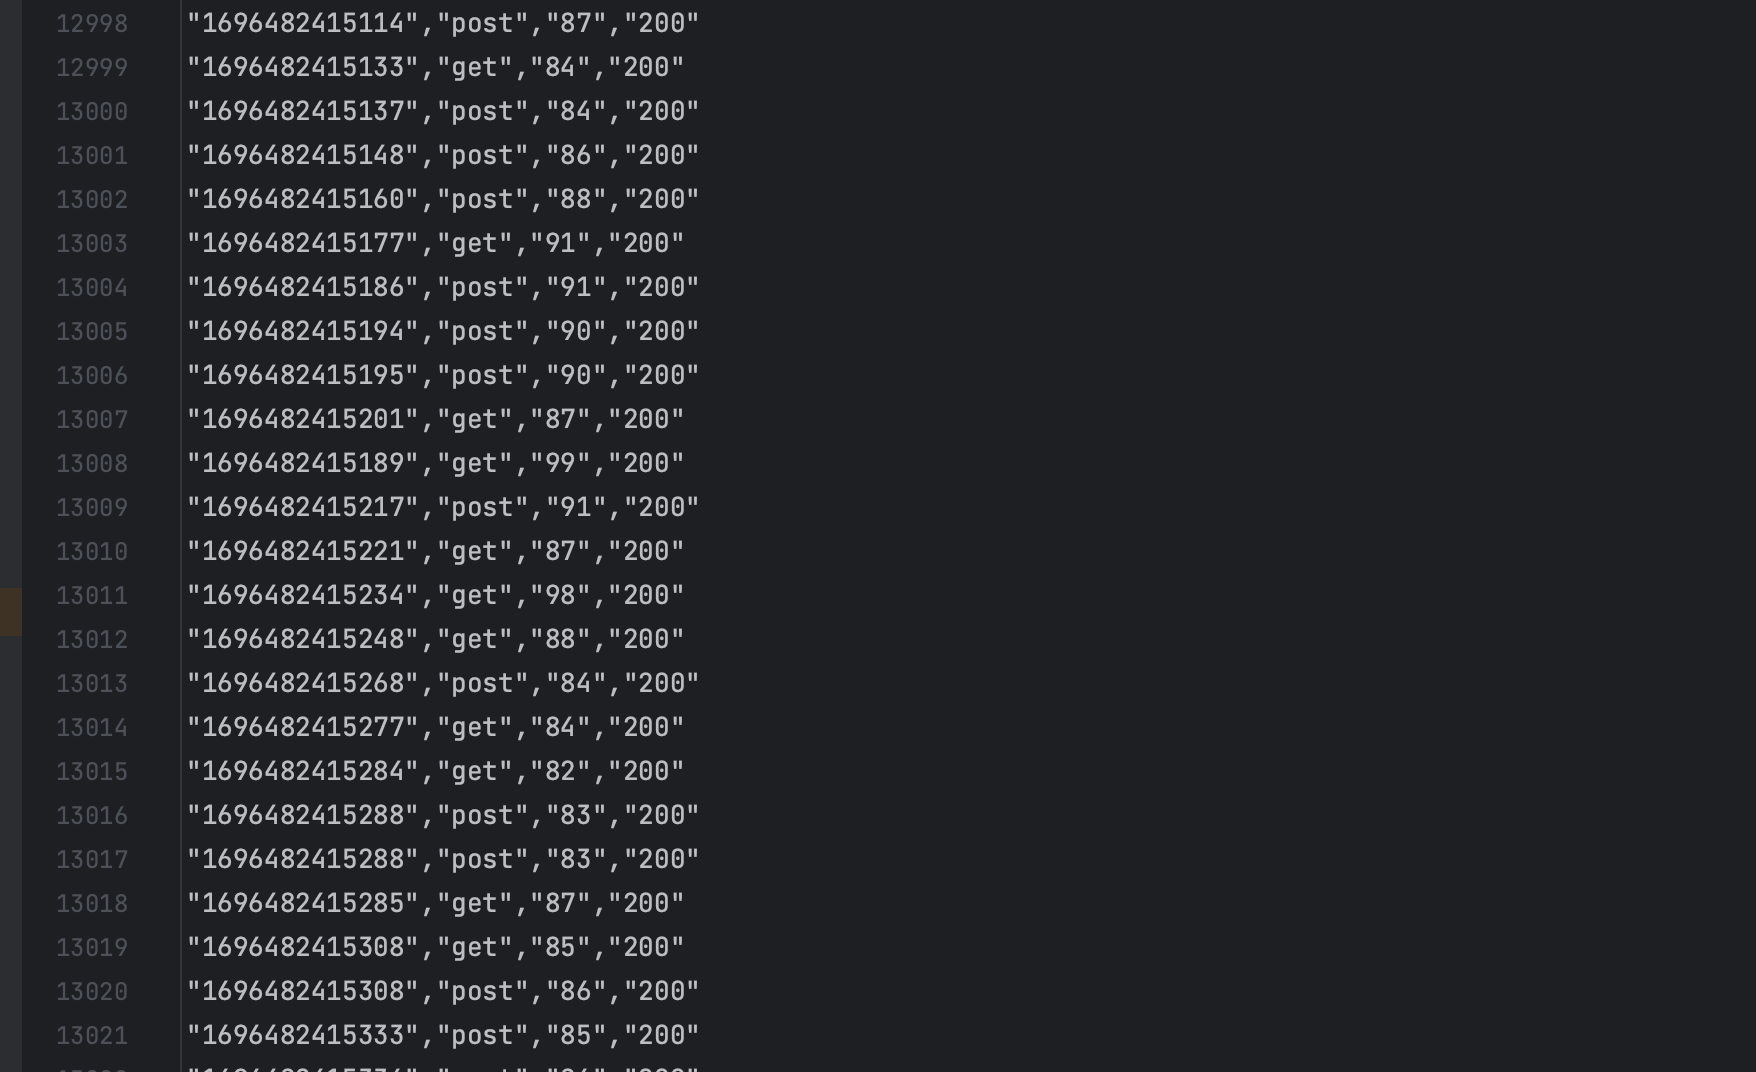 12998 "1696482415114","post","87","200"
12999 "1696482415133","get","84","200"
13000 "1696482415137","post","84","200"
13001 "1696482415148","post","86","200"
13002 "1696482415160","post","88","200"
13003 "1696482415177","get","91","200"
13004 "1696482415186","post","91","200"
13005 "1696482415194","post","90","200"
13006 "1696482415195","post","90","200"
13007 "1696482415201","get","87","200"
13008 "1696482415189","get","99","200"
13009 "1696482415217","post","91","200"
13010 "1696482415221","get","87","200"
13011 "1696482415234","get","98","200"
13012 "1696482415248","get","88","200"
13013 "1696482415268","post","84","200"
13014 "1696482415277","get","84","200"
13015 "1696482415284","get","82","200"
13016 "1696482415288","post","83","200"
13017 "1696482415288","post","83","200"
13018 "1696482415285","get","87","200"
13019 "1696482415308","get","85","200"
13020 "1696482415308","post","86","200"
13021 "1696482415333","post","85","200"